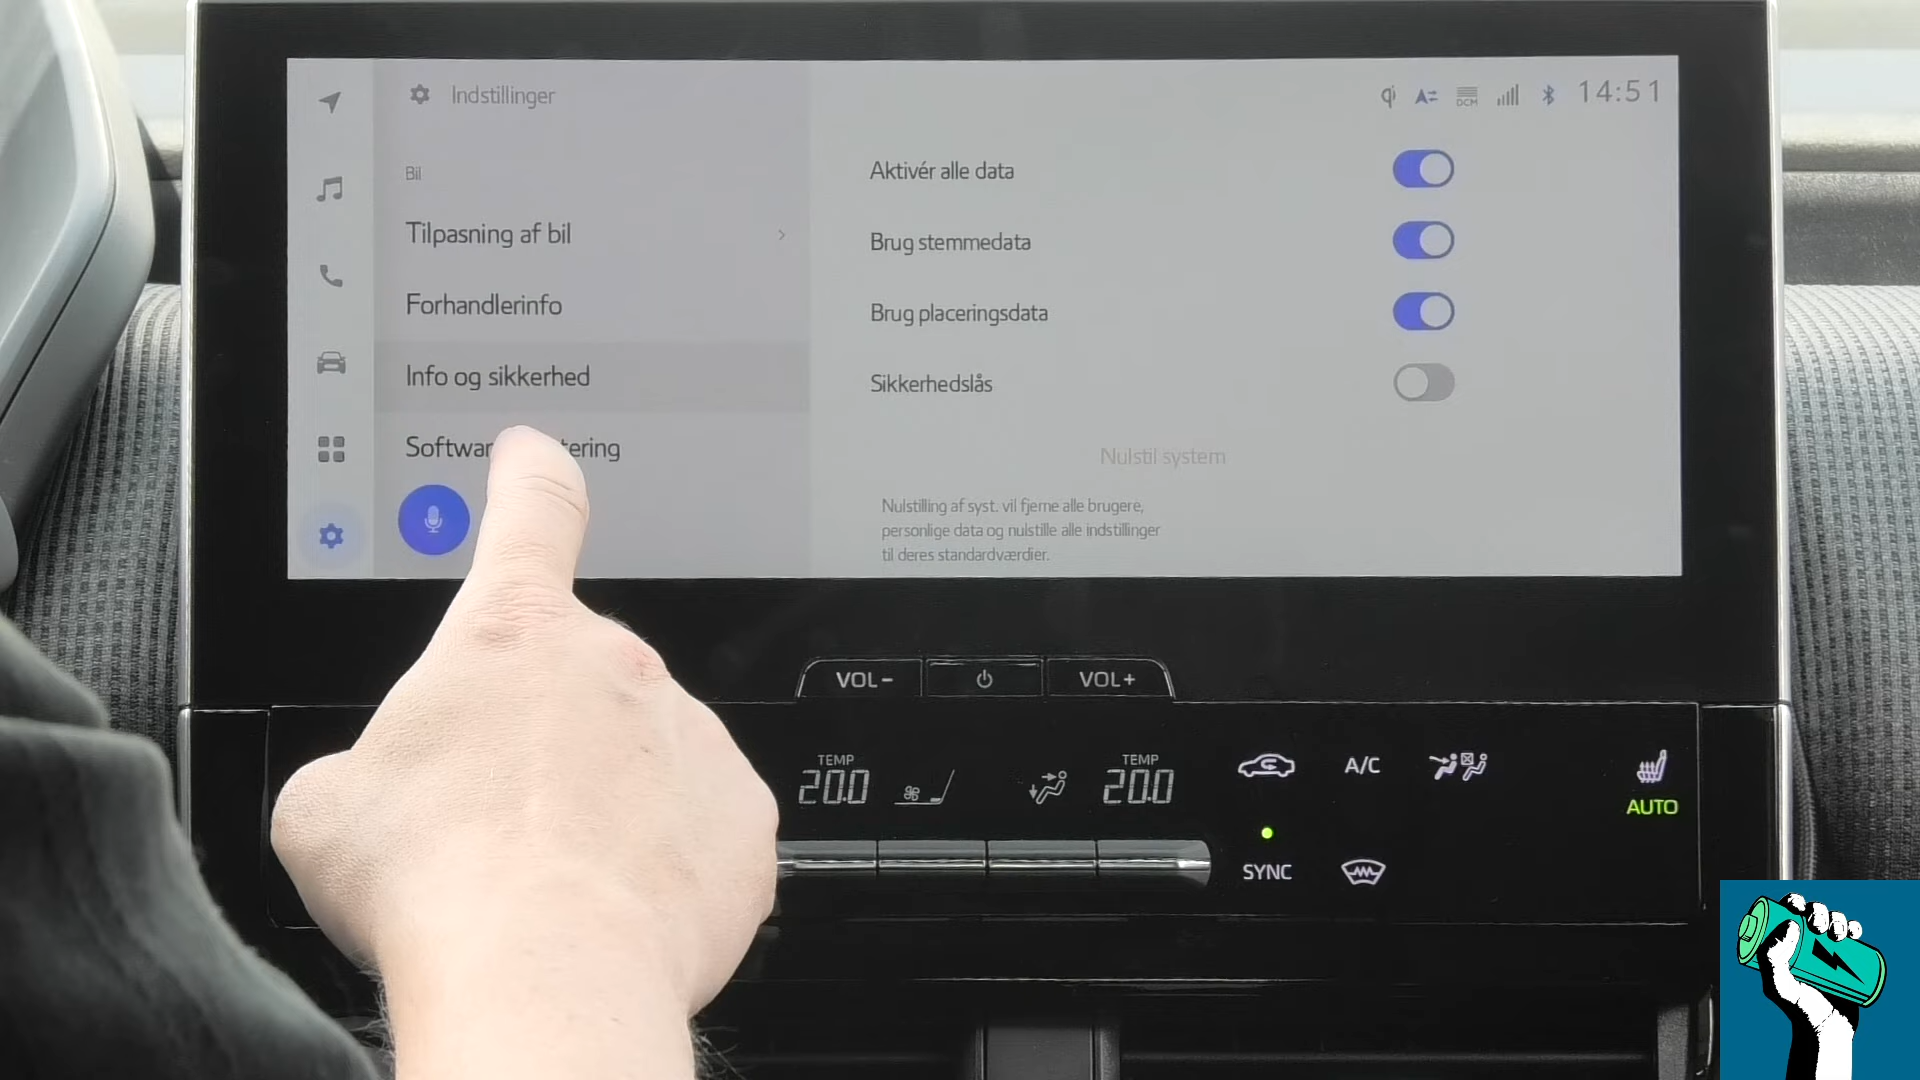 Indstillinger
DCM
14:51
Bil
Tilpasning af bil
Forhandlerinfo
Info og sikkerhed
Aktivér alle data
Brug stemmedata
Brug placeringsdata
Sikkerhedslås
Nulstil system
Nulstilling af syst. vil fjerne alle brugere,
personlige data og nulstille alle indstillinger
til deres standardværdier.
VOL-
VOL+
TEMP
20.0
TEMP
20.0
A/C
AUTO
SYNC